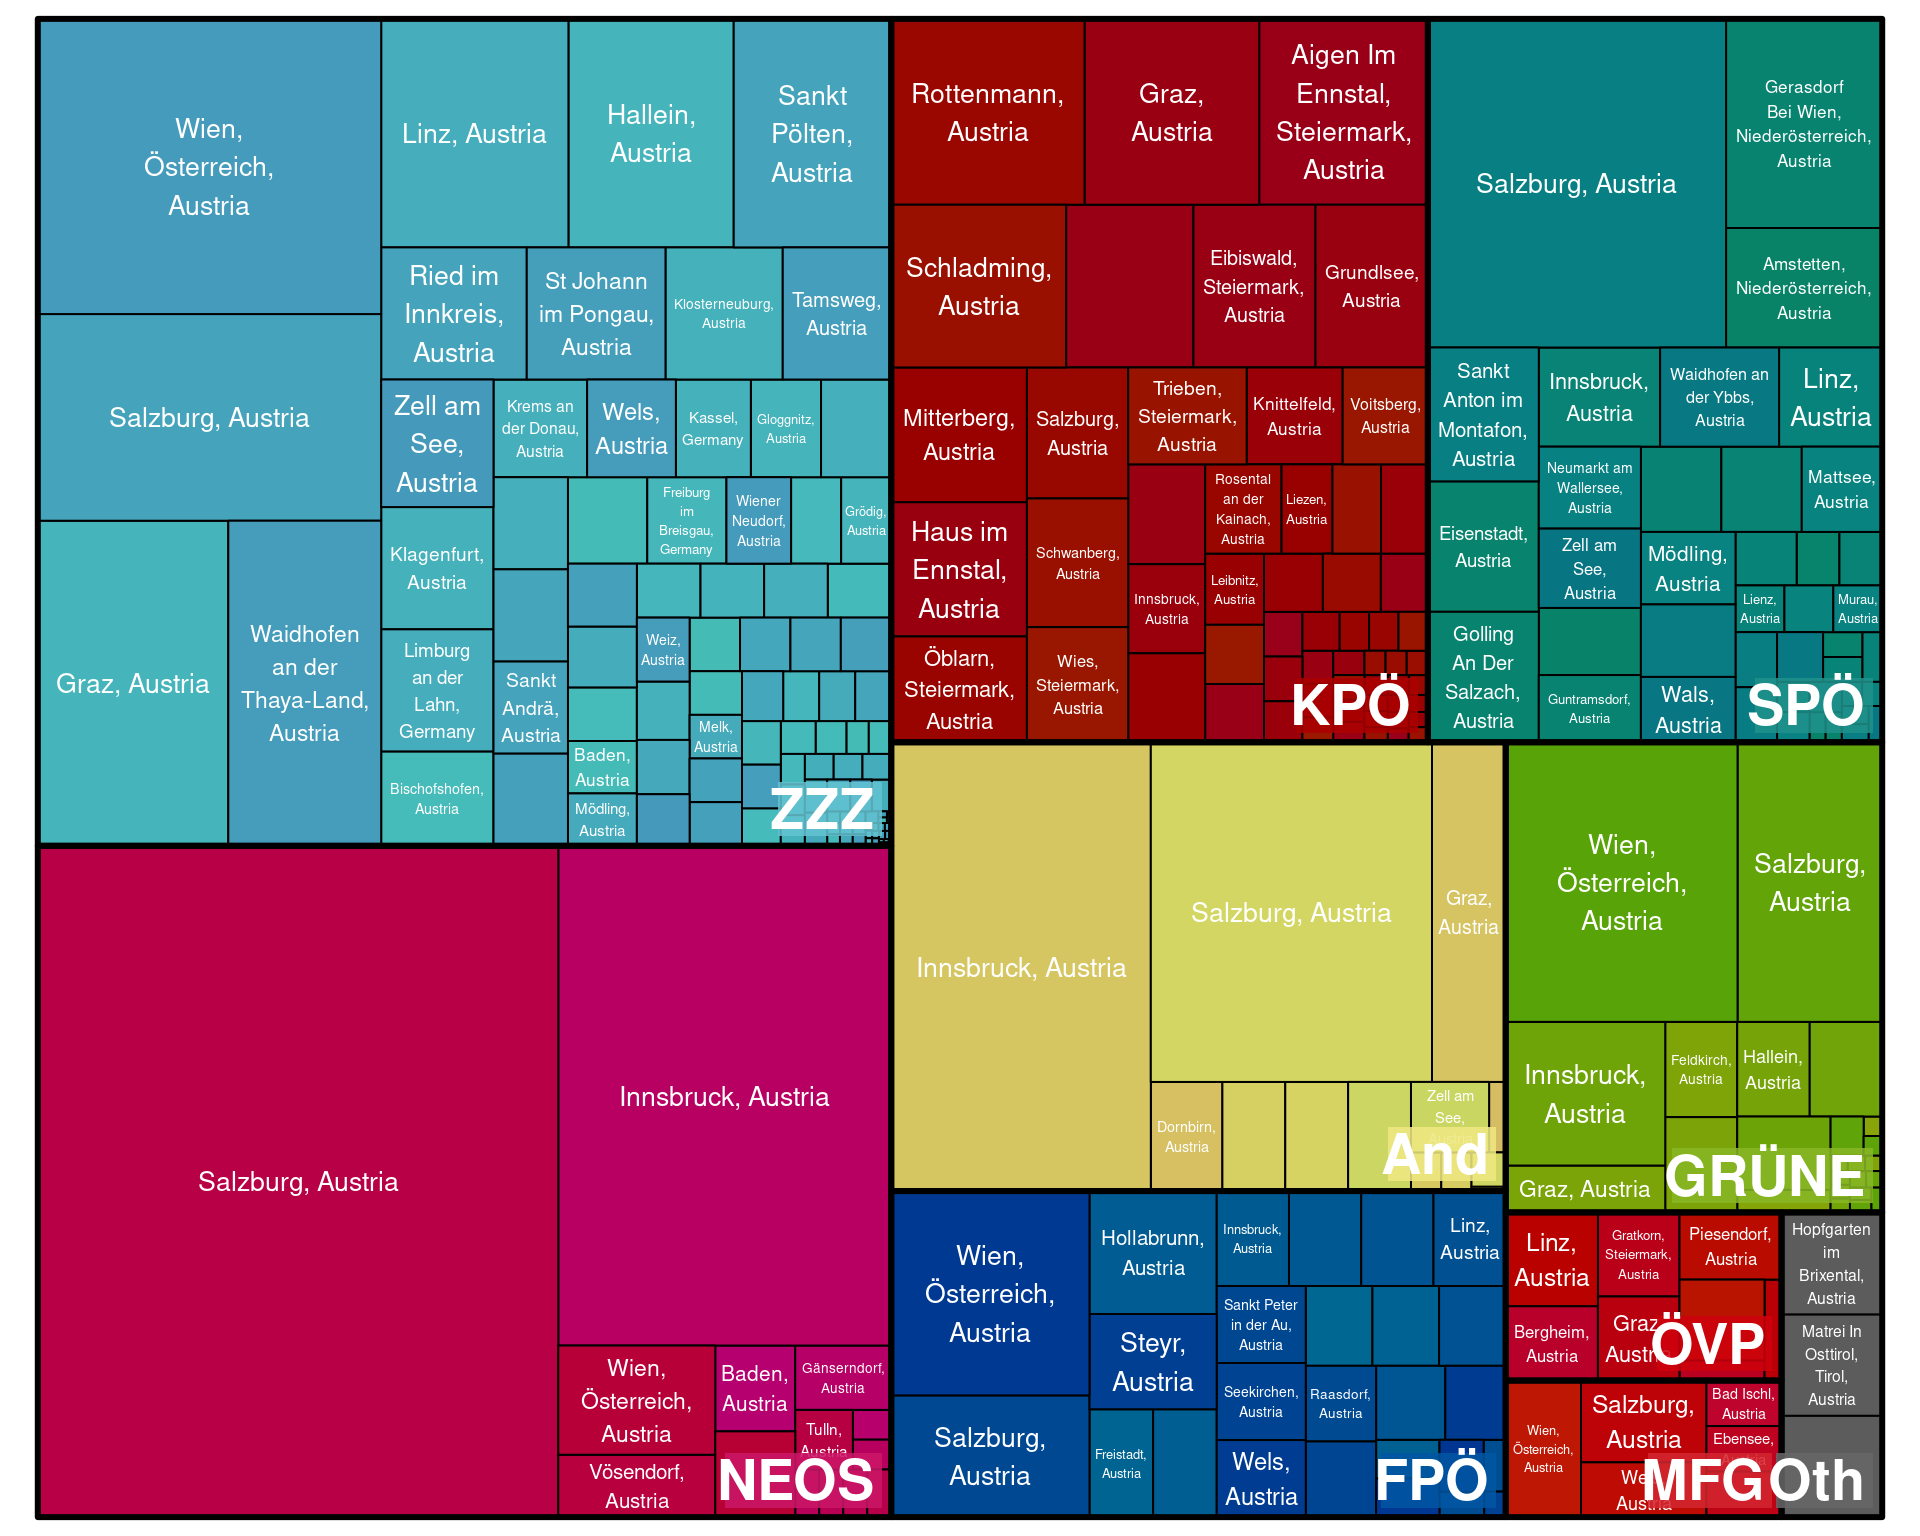 Wien,
Österreich,
Austria
Linz, Austria
Hallein,
Austria
Sankt
Pölten,
Austria
Salzburg, Austria
Graz, Austria
Waidhofen
an der
Thaya-Land,
Austria
Ried im
Innkreis,
Austria
St Johann
im Pongau,
Austria
Klosterneuburg,
Austria
Tamsweg,
Austria
Zell am
See,
Austria
Krems an
der Donau,
Austria
Wels,
Austria
Kassel,
Germany
Gloggnitz,
Austria
Klagenfurt,
Austria
Limburg
an der
Lahn,
Germany
Bischofshofen,
Austria
Freiburg
im
Breisgau,
Germany
Wiener
Neudorf,
Austria
Grödig,
Austria
Sankt
Andrä,
Austria
Weiz,
Austria
Melk,
Austria
Baden,
Austria
Mödling,
Austria
ZZZ
Rottenmann,
Austria
Graz,
Austria
Aigen Im
Ennstal,
Steiermark,
Austria
Schladming,
Austria
Eibiswald,
Steiermark,
Austria
Grundlsee,
Austria
Mitterberg,
Austria
Salzburg,
Austria
Trieben,
Steiermark,
Austria
Knittelfeld,
Austria
Voitsberg,
Austria
Haus im
Ennstal,
Austria
Schwanberg,
Austria
Rosental
an der
Kainach,
Austria
Liezen,
Austria
Innsbruck,
Austria
Leibnitz,
Austria
Öblarn,
Steiermark,
Austria
Wies,
Steiermark,
Austria
KPÖ
Salzburg, Austria
Gerasdorf
Bei Wien,
Niederösterreich,
Austria
Amstetten,
Niederösterreich,
Austria
Sankt
Anton im
Montafon,
Austria
Innsbruck,
Austria
Waidhofen an
der Ybbs,
Austria
Linz,
Austria
Eisenstadt,
Austria
Neumarkt am
Wallersee,
Austria
Mattsee,
Austria
Zell am
See,
Austria
Mödling,
Austria
Golling
An Der
Salzach,
Austria
Lienz,
Austria
Murau,
Austria
Guntramsdorf,
Austria
Wals,
Austria
SPÖ
Salzburg, Austria
Innsbruck, Austria
Wien,
Österreich,
Austria
Baden,
Austria
Gänserndorf,
Austria
Tulln,
Austria
Vösendorf,
Austria
NEOS
Innsbruck, Austria
Salzburg, Austria
Graz,
Austria
Dornbirn,
Austria
Zell am
See,
And
Wien,
Österreich,
Austria
Salzburg,
Austria
Innsbruck,
Austria
Feldkirch,
Austria
Hallein,
Austria
Graz, Austria
GRÜNE
Wien,
Österreich,
Austria
Hollabrunn,
Austria
Innsbruck,
Austria
Linz,
Austria
Steyr,
Austria
Sankt Peter
in der Au,
Austria
Salzburg,
Austria
Freistadt,
Austria
Seekirchen,
Austria
Raasdorf,
Austria
Wels,
Austria
FPÖ
Linz,
Austria
Gratkorn,
Steiermark,
Austria
Piesendorf,
Austria
Bergheim,
Austria
Graz,
Austria
ÖVP
Wien,
Österreich,
Austria
Salzburg,
Austria
Bad Ischl,
Austria
Ebensee,
Austria
MFG
Hopfgarten
im
Brixental,
Austria
Matrei In
Osttirol,
Tirol,
Austria
Oth